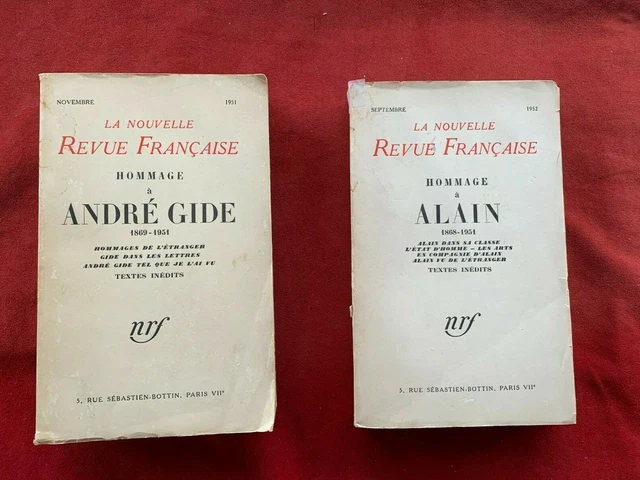 NOVEMBRE 1951
LA NOUVELLE
REVUE FRANÇAISE
HOMMAGE
à
ANDRÉ GIDE
1869-1951
HOMMAGES DE L'ÉTRANGER
GIDE DANS LES LETTRES
ANDRÉ GIDE TEL QUE JE L'AI VU
TEXTES INÉDITS
nrf
5, RUE SÉBASTIEN-BOTTIN, PARIS VIIe
SEPTEMBRE 1952
LA NOUVELLE
REVUE FRANÇAISE
HOMMAGE
à
ALAIN
1868-1951
ALAIN DANS SA CLASSE
L'ÉTAT D'HOMME - LES ARTS
EN COMPAGNIE D'ALAIN
ALAIN VU DE L'ÉTRANGER
TEXTES INÉDITS
nrf
5, RUE SÉBASTIEN-BOTTIN, PARIS VIIe